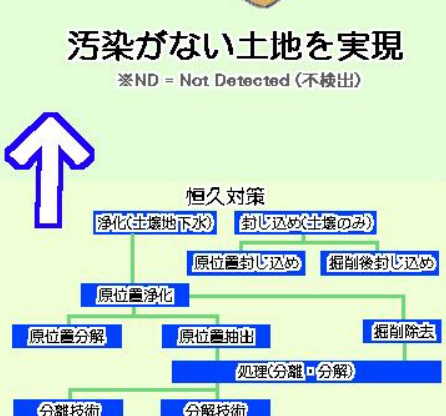 汚染がない土地を実現
※ND = Not Detected (不検出)
恒久対策
浄化(土壌地下水)
封じ込め(土壌のみ)
原位置封じ込め
掘削後封じ込め
原位置浄化
原位置分解
原位置抽出
掘削除去
処理(分離・分解)
分離技術
分解技術